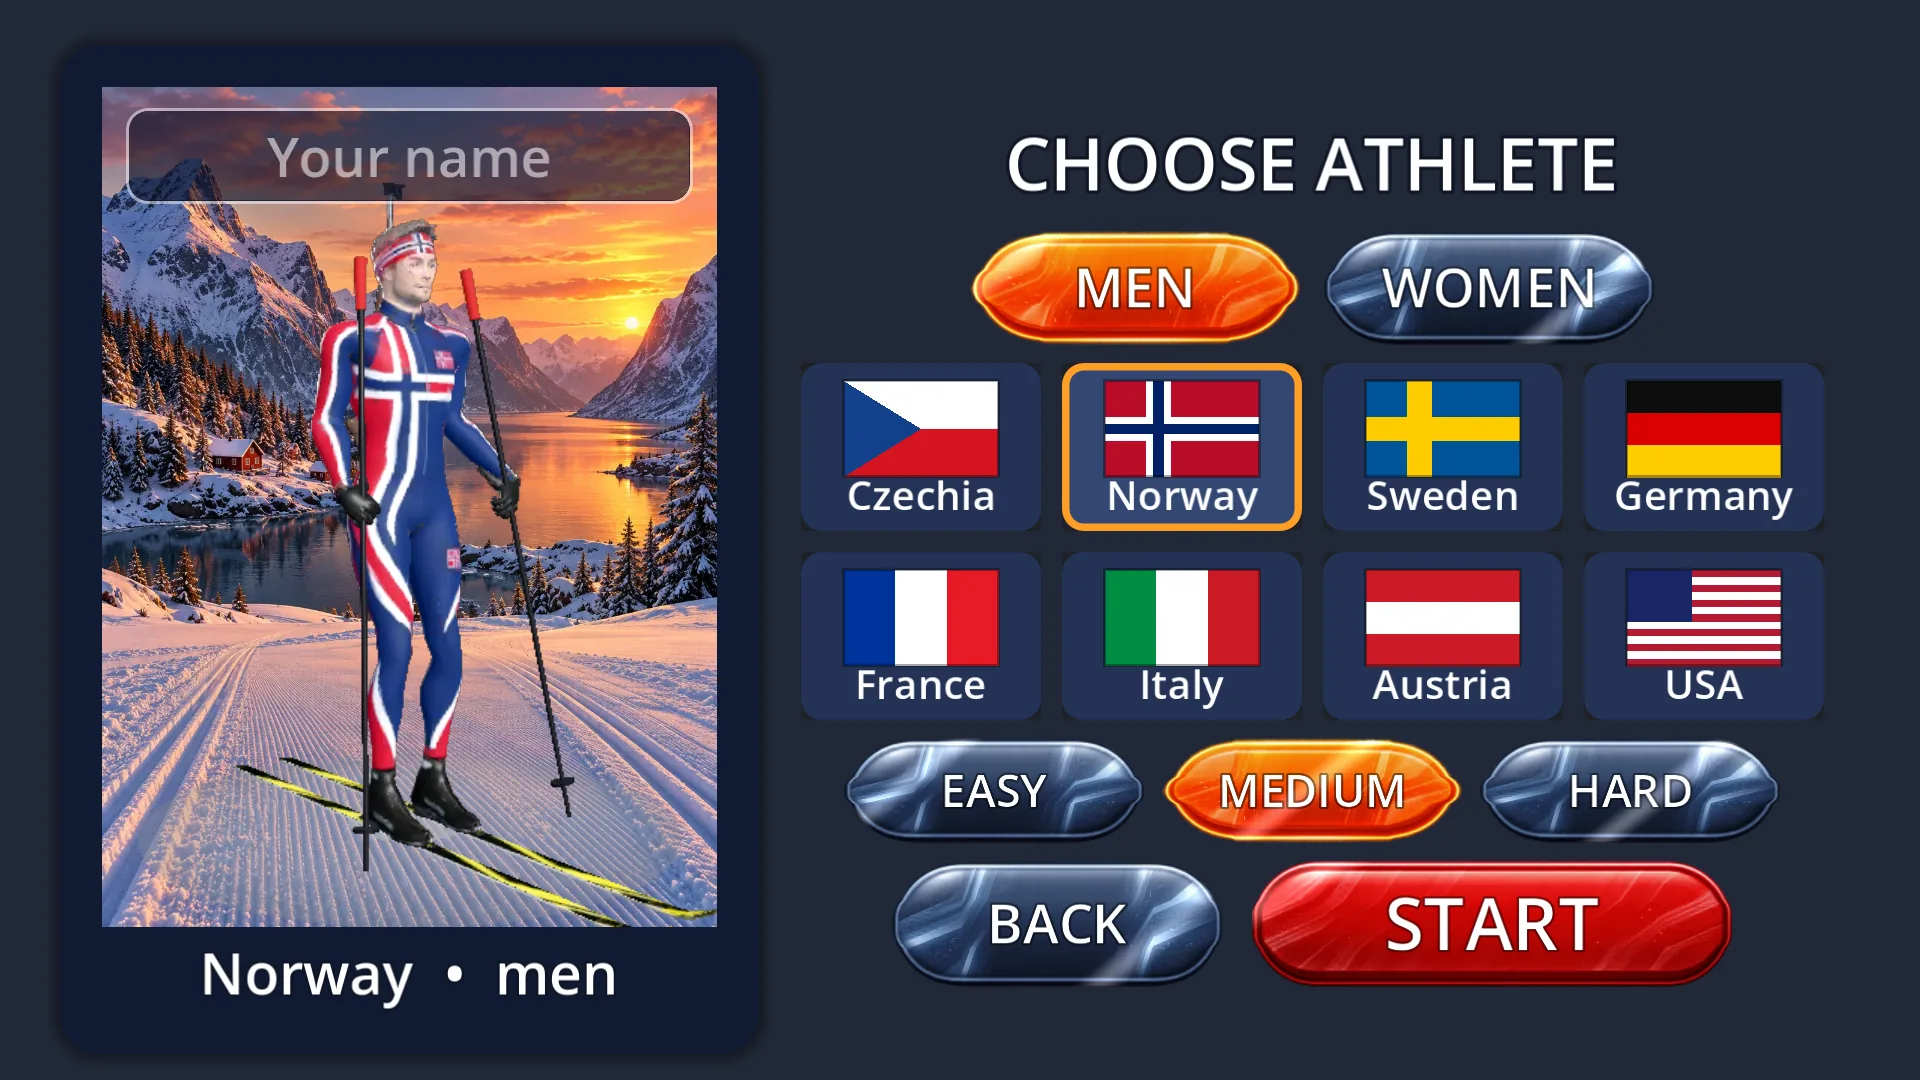 Your name
Norway • men
CHOOSE ATHLETE
MEN
WOMEN
Czechia
Norway
Sweden
Germany
France
Italy
Austria
USA
EASY
MEDIUM
HARD
BACK
START